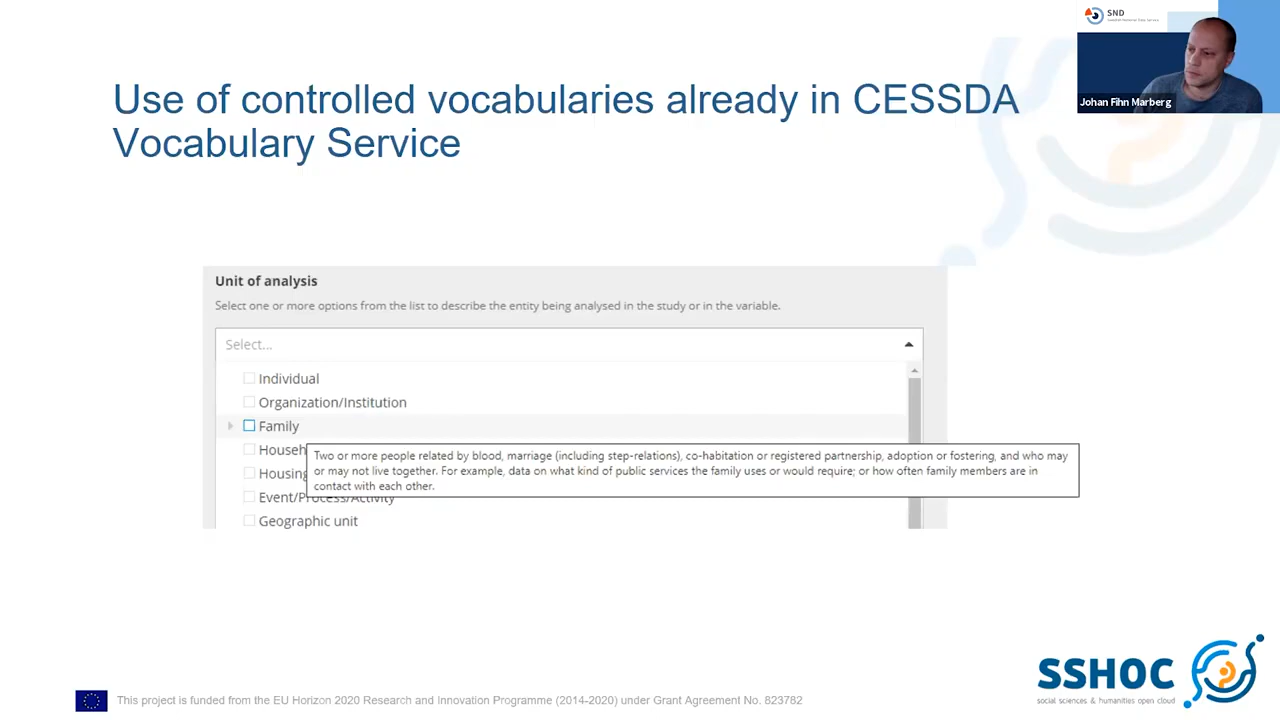 SND
Johan Fihn Marberg
Use of controlled vocabularies already in CESSDA
Vocabulary Service
Unit of analysis
Select one or more options from the list to describe the entity being analysed in the study or in the variable.
Select...
Individual
Organization/Institution
Family
Househ
Two or more people related by blood, marriage (including step-relations), co-habitation or registered partnership, adoption or fostering, and who may
or may not live together. For example, data on what kind of public services the family uses or would require; or how often family members are in
contact with each other.
Housing
Event/Process/Activity
Geographic unit
SSHOC
social sciences & humanities open cloud
This project is funded from the EU Horizon 2020 Research and Innovation Programme (2014-2020) under Grant Agreement No. 823782